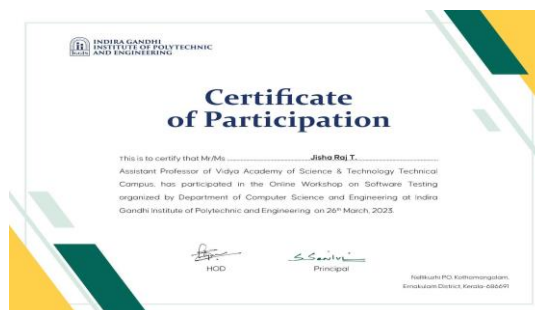 INDIRA GANDHI
INSTITUTE OF POLYTECHNIC
AND ENGINEERING
Certificate
of Participation
This is to certify that Mr/Ms Jisha Raj T.
Assistant Professor of Vidya Academy of Science & Technology Technical
Campus, has participated in the Online Workshop on Software Testing
organized by Department of Computer Science and Engineering at Indira
Gandhi Institute of Polytechnic and Engineering on 26th March, 2023.
HOD
Principal
Nellikuzhi P.O, Kothamangalam,
Ernakulam District, Kerala-686691